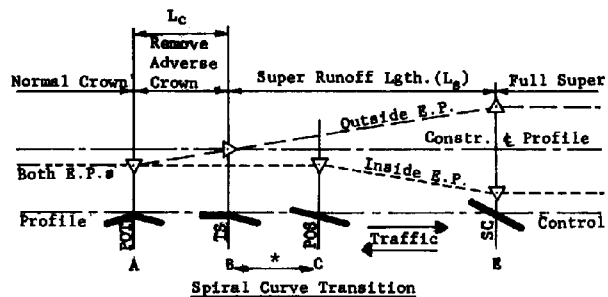 Lc
Remove
Adverse
Crown
Normal Crown
Super Runoff Lgth.(Ls)
Full Super
Outside E.P.
Constr. ℄ Profile
Both E.P.s
Inside E.P.
Profile
Control
PVT
TS
POS
SC
Traffic
A
B
*
C
E
Spiral Curve Transition